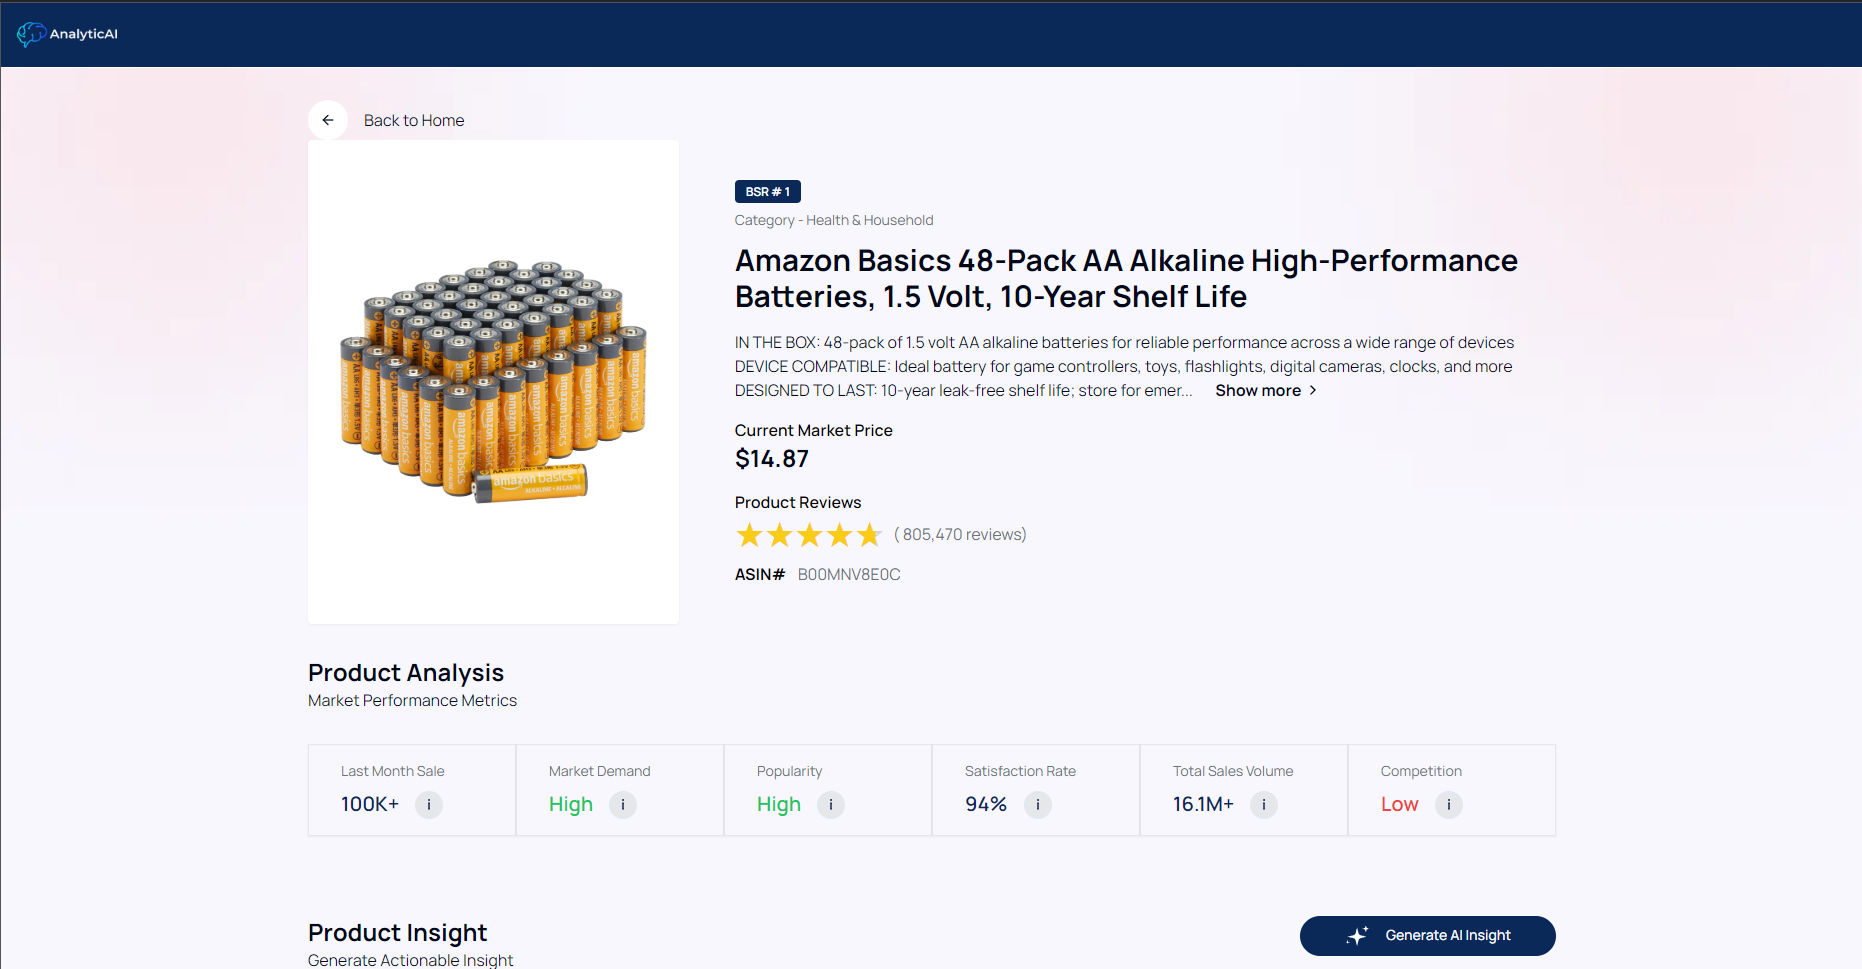 AnalyticAI
Back to Home
BSR # 1
Category - Health & Household
Amazon Basics 48-Pack AA Alkaline High-Performance
Batteries, 1.5 Volt, 10-Year Shelf Life
IN THE BOX: 48-pack of 1.5 volt AA alkaline batteries for reliable performance across a wide range of devices
DEVICE COMPATIBLE: Ideal battery for game controllers, toys, flashlights, digital cameras, clocks, and more
DESIGNED TO LAST: 10-year leak-free shelf life; store for emer... Show more
Current Market Price
$14.87
Product Reviews
( 805,470 reviews)
ASIN# B00MNV8E0C
amazon basics
Product Analysis
Market Performance Metrics
Last Month Sale
100K+ i
Market Demand
High i
Popularity
High i
Satisfaction Rate
94% i
Total Sales Volume
16.1M+ i
Competition
Low i
Product Insight
Generate Actionable Insight
Generate AI Insight